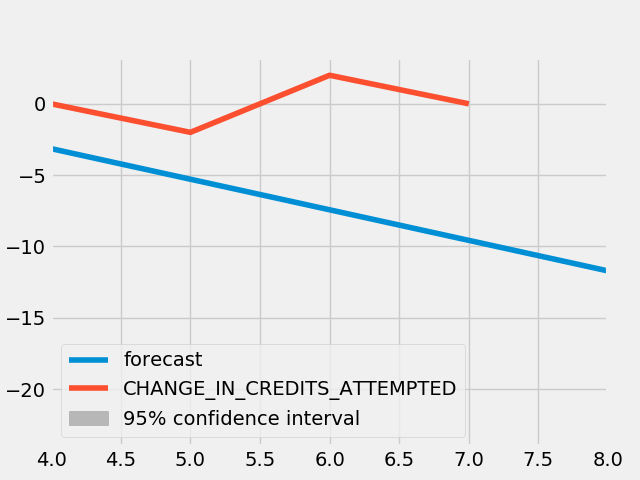 0
−5
−10
−15
−20
forecast
CHANGE_IN_CREDITS_ATTEMPTED
95% confidence interval
4.0 4.5 5.0 5.5 6.0 6.5 7.0 7.5 8.0